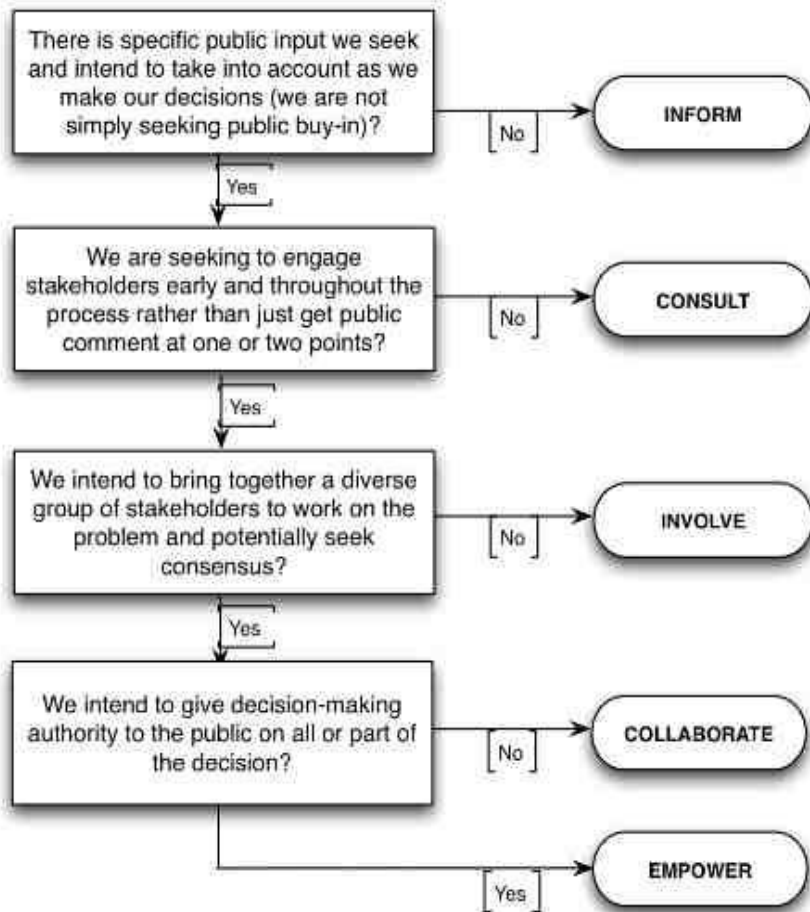 There is specific public input we seek
and intend to take into account as we
make our decisions (we are not
simply seeking public buy-in)?
No
INFORM
Yes
We are seeking to engage
stakeholders early and throughout the
process rather than just get public
comment at one or two points?
No
CONSULT
Yes
We intend to bring together a diverse
group of stakeholders to work on the
problem and potentially seek
consensus?
No
INVOLVE
Yes
We intend to give decision-making
authority to the public on all or part of
the decision?
No
COLLABORATE
Yes
EMPOWER